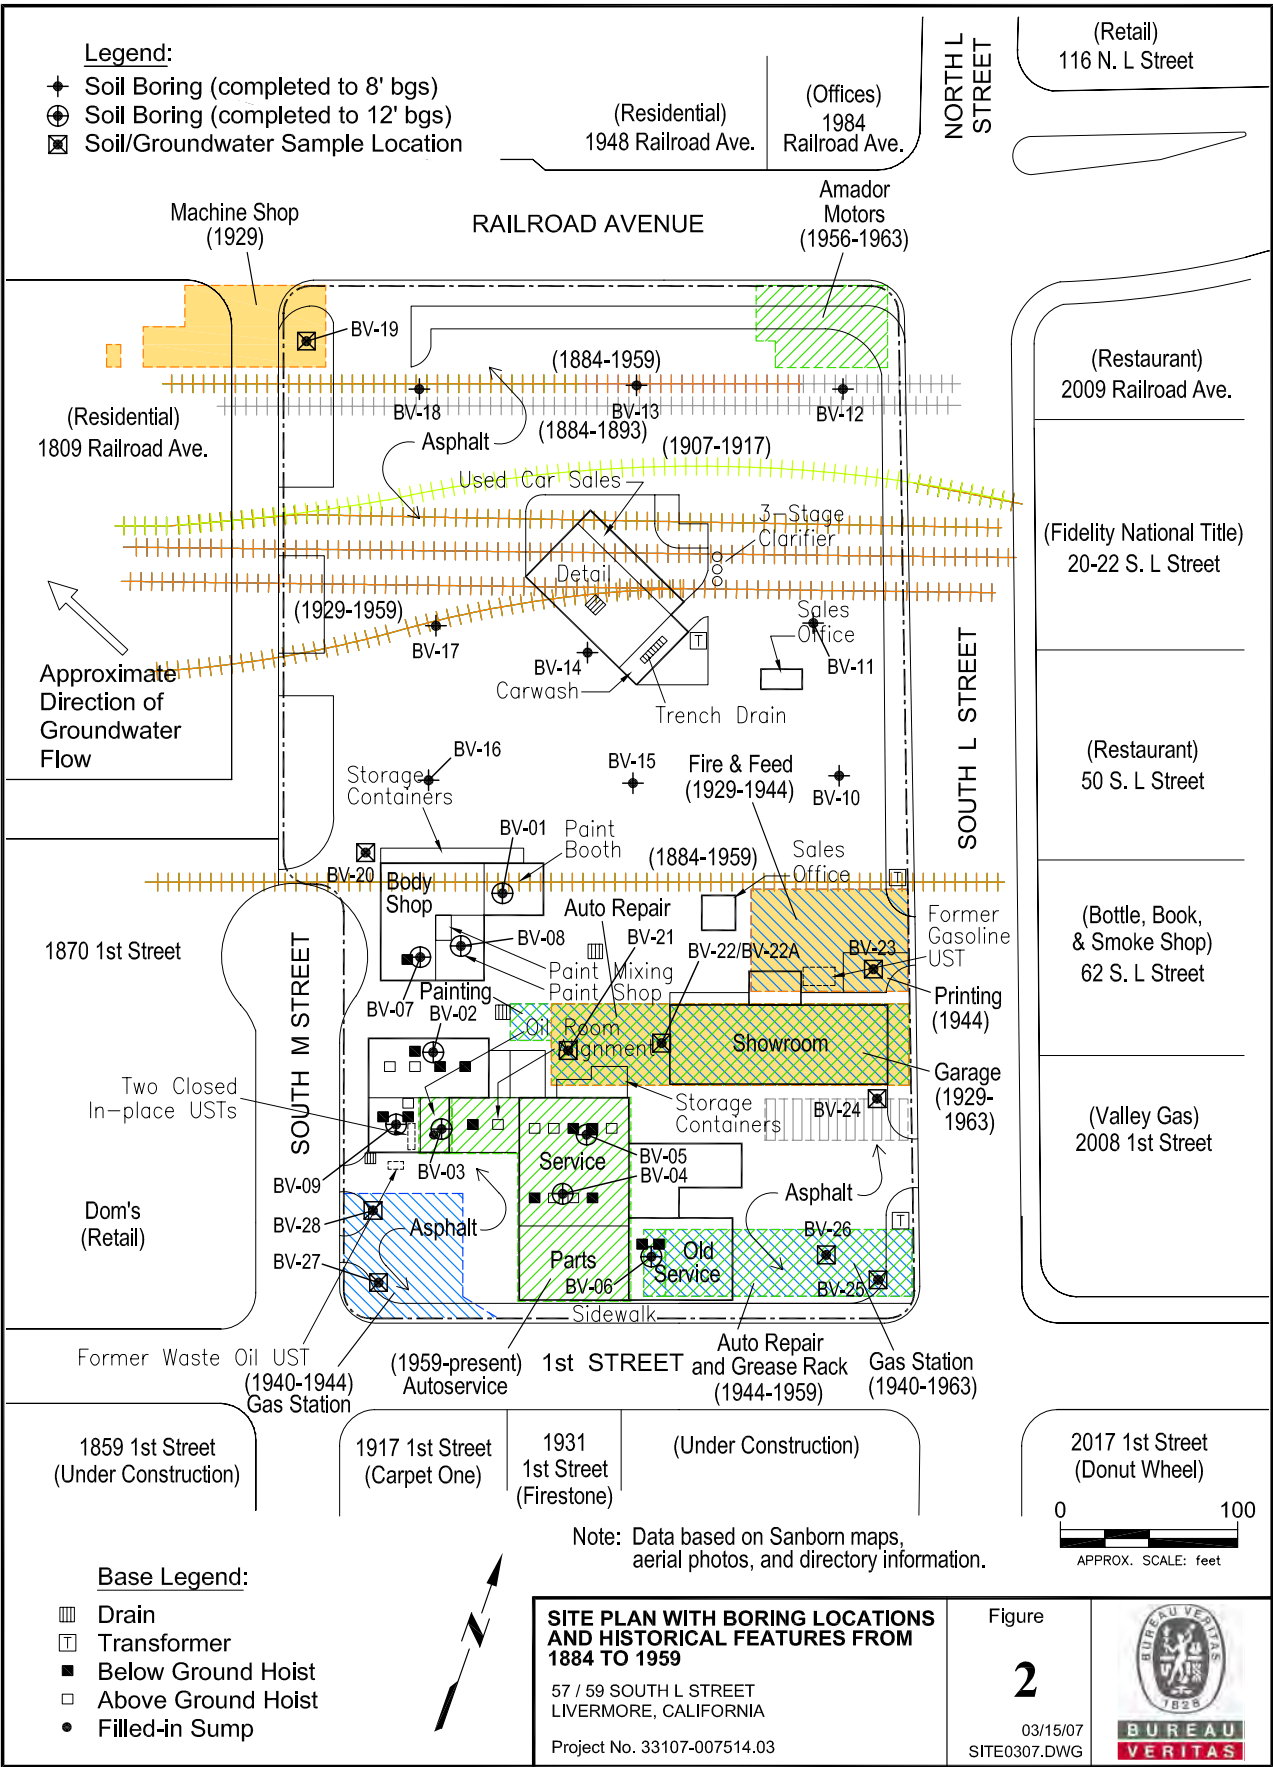 Legend:
Soil Boring (completed to 8' bgs)
Soil Boring (completed to 12' bgs)
Soil/Groundwater Sample Location
(Residential)
1948 Railroad Ave.
(Offices)
1984
Railroad Ave.
NORTH L
STREET
(Retail)
116 N. L Street
Machine Shop
(1929)
RAILROAD AVENUE
Amador
Motors
(1956-1963)
BV-19
(1884-1959)
(Restaurant)
2009 Railroad Ave.
(Residential)
1809 Railroad Ave.
BV-18
BV-13
BV-12
Asphalt
(1884-1893)
(1907-1917)
Used Car Sales
3-Stage
Clarifier
(Fidelity National Title)
20-22 S. L Street
Detail
(1929-1959)
Sales
Office
T
BV-17
BV-14
BV-11
Approximate
Direction of
Groundwater
Flow
Carwash
Trench Drain
SOUTH L STREET
BV-16
BV-15
Fire & Feed
(1929-1944)
BV-10
(Restaurant)
50 S. L Street
Storage
Containers
BV-01
Paint
Booth
(1884-1959)
Sales
Office
BV-20
Body
Shop
T
Auto Repair
Former
Gasoline
UST
(Bottle, Book,
& Smoke Shop)
62 S. L Street
1870 1st Street
BV-08
BV-21
BV-22/BV-22A
BV-23
Paint Mixing
Paint Shop
Painting
BV-07
BV-02
Printing
(1944)
SOUTH M STREET
Oil Room
Alignment
Showroom
Garage
(1929-
1963)
Two Closed
In-place USTs
Storage
Containers
BV-24
(Valley Gas)
2008 1st Street
BV-05
Service
BV-04
BV-03
BV-09
Asphalt
Dom's
(Retail)
BV-28
Asphalt
BV-26
T
BV-27
Parts
BV-06
Old
Service
BV-25
Sidewalk
Former Waste Oil UST
(1940-1944)
Gas Station
(1959-present)
Autoservice
1st STREET
Auto Repair
and Grease Rack
(1944-1959)
Gas Station
(1940-1963)
1859 1st Street
(Under Construction)
1917 1st Street
(Carpet One)
1931
1st Street
(Firestone)
(Under Construction)
2017 1st Street
(Donut Wheel)
0 100
APPROX. SCALE: feet
Note: Data based on Sanborn maps,
aerial photos, and directory information.
Base Legend:
Drain
T Transformer
Below Ground Hoist
Above Ground Hoist
Filled-in Sump
N
SITE PLAN WITH BORING LOCATIONS
AND HISTORICAL FEATURES FROM
1884 TO 1959
57 / 59 SOUTH L STREET
LIVERMORE, CALIFORNIA
Project No. 33107-007514.03
Figure
2
03/15/07
SITE0307.DWG
BUREAU VERITAS
1828
BUREAU
VERITAS